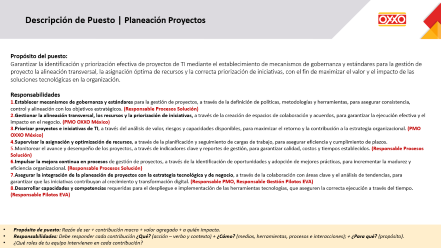 Descripción de Puesto | Planeación Proyectos
OXXO
Propósito del puesto:
Garantizar la identificación y priorización efectiva de proyectos de TI mediante el establecimiento de mecanismos de gobernanza y estándares para la gestión de
proyecto la alineación transversal, la asignación óptima de recursos y la correcta priorización de iniciativas, con el fin de maximizar el valor y el impacto de las
soluciones tecnológicas en la organización.
Responsabilidades
1.Establecer mecanismos de gobernanza y estándares para la gestión de proyectos, a través de la definición de políticas, metodologías y herramientas, para asegurar consistencia,
control y alineación con los objetivos estratégicos. (Responsable Procesos Solución)
2.Gestionar la alineación transversal, los recursos y la priorización de iniciativas, a través de la creación de espacios de colaboración y acuerdos, para garantizar la ejecución efectiva y el
impacto en el negocio. (PMO OXXO México)
4.Priorizar proyectos e iniciativas de TI, a través del análisis de valor, riesgos y capacidades disponibles, para maximizar el retorno y la contribución a la estrategia organizacional. (PMO
OXXO México)
4.Supervisar la asignación y optimización de recursos, a través de la planificación y seguimiento de cargas de trabajo, para asegurar eficiencia y cumplimiento de plazos.
5 Monitorear el avance y desempeño de los proyectos, a través de indicadores clave y reportes de gestión, para garantizar calidad, costos y tiempos establecidos. (Responsable Procesos
Solución)
6.Impulsar la mejora continua en procesos de gestión de proyectos, a través de la identificación de oportunidades y adopción de mejores prácticas, para incrementar la madurez y
eficiencia organizacional. (Responsable Procesos Solución)
7.Asegurar la integración de la planeación de proyectos con la estrategia tecnológica y de negocio, a través de la colaboración con áreas clave y el análisis de tendencias, para
garantizar que las iniciativas contribuyan al crecimiento y transformación digital. (Responsable PMO, Responsable Gestión Pilotos EVA)
8.Desarrollar capacidades y competencias requeridas para el despliegue e implementación de las herramientas tecnológicas, que aseguren la correcta ejecución a través del tiempo.
(Responsable Pilotos EVA)
• Propósito de puesto: Razón de ser = contribución macro + valor agregado + a quién impacta.
• Responsabilidades: Debe responder cada contribución ¿Qué? (acción – verbo y contexto) + ¿Cómo? (medios, herramientas, procesos e interacciones); + ¿Para qué? (propósito).
• ¿Qué roles de tu equipo intervienen en cada contribución?